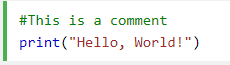 #This is a comment
print("Hello, World!")